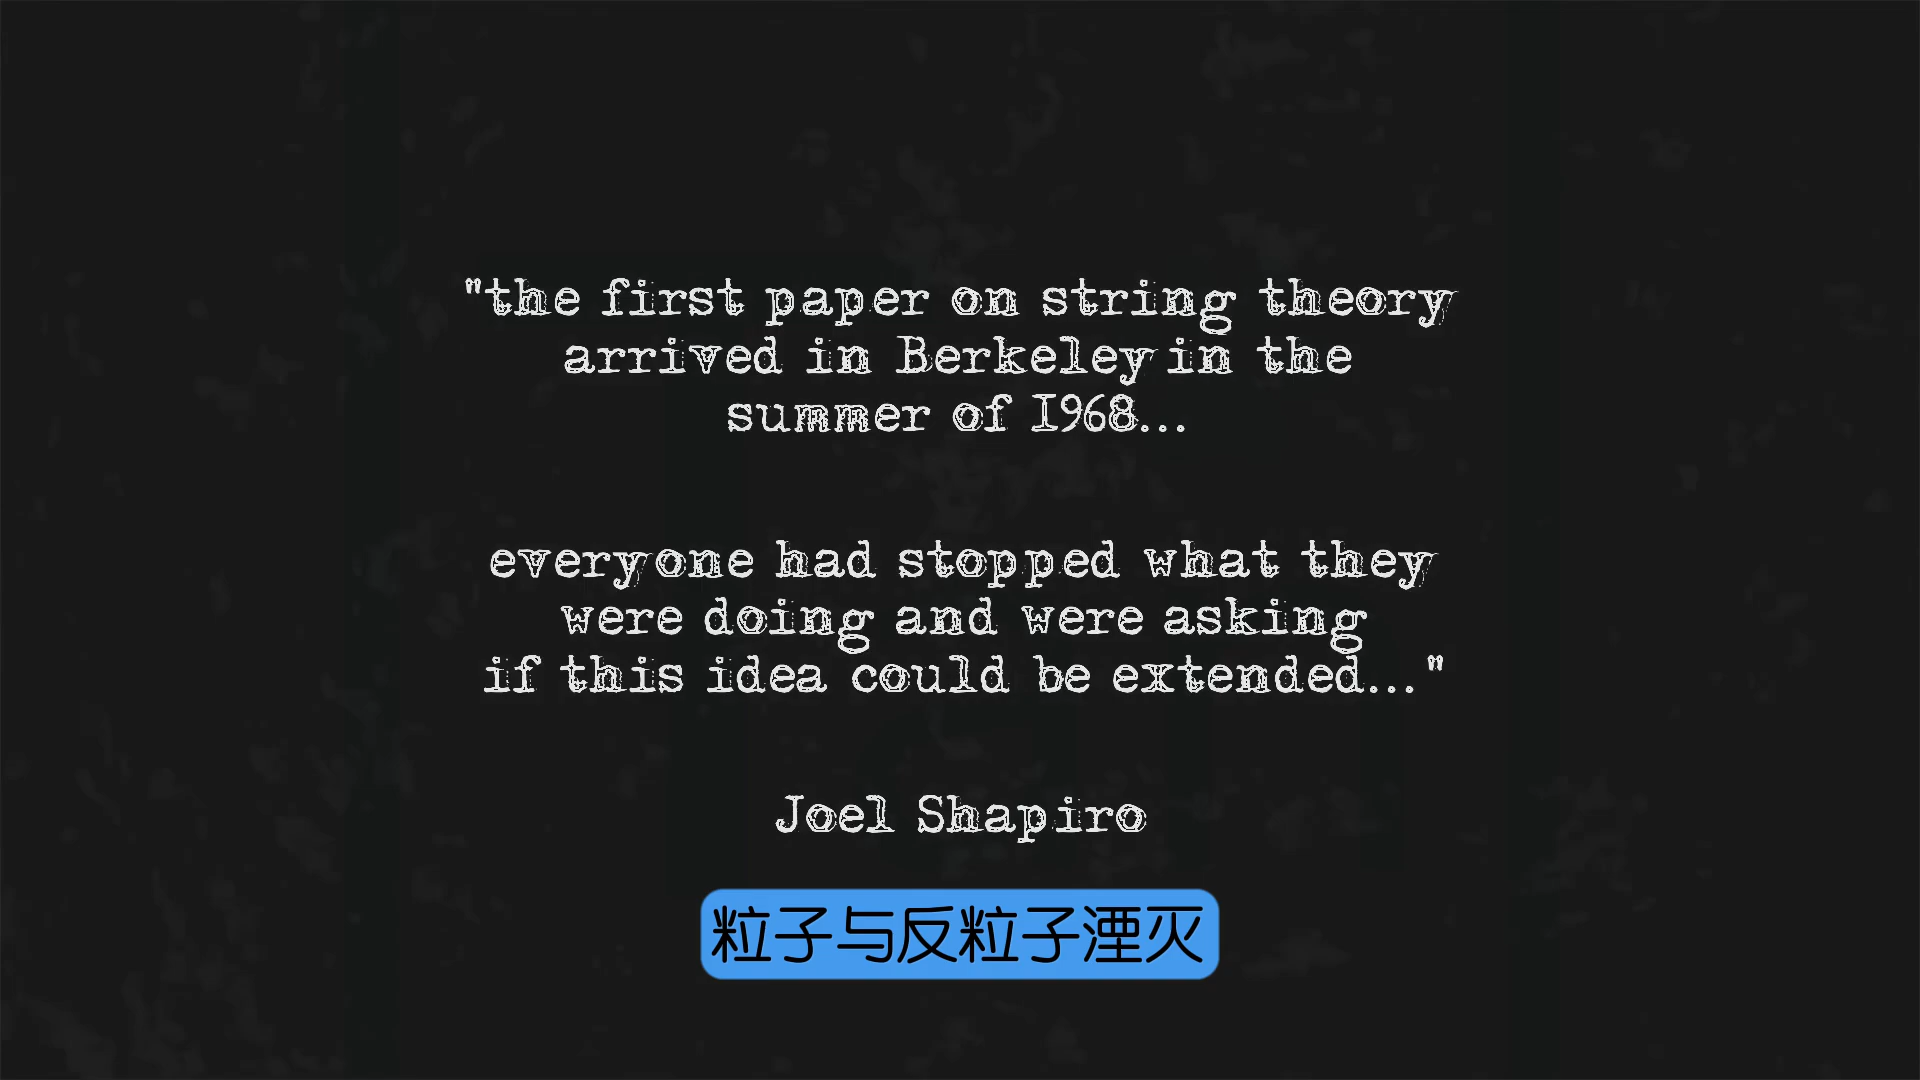 "the first paper on string theory
arrived in Berkeley in the
summer of 1968...
everyone had stopped what they
were doing and were asking
if this idea could be extended..."
Joel Shapiro
粒子与反粒子湮灭